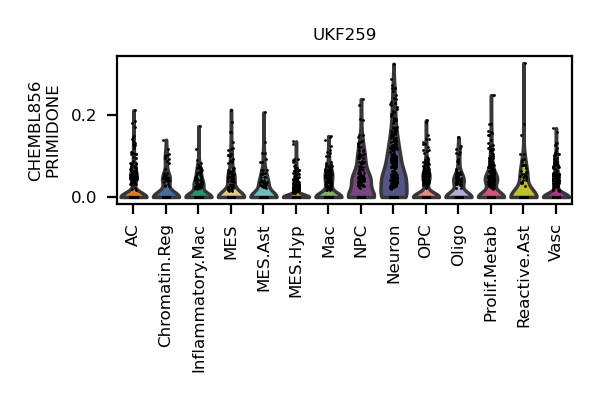 UKF259
CHEMBL856
PRIMIDONE
0.2
0.0
AC
Chromatin.Reg
Inflammatory.Mac
MES
MES.Ast
MES.Hyp
Mac
NPC
Neuron
OPC
Oligo
Prolif.Metab
Reactive.Ast
Vasc